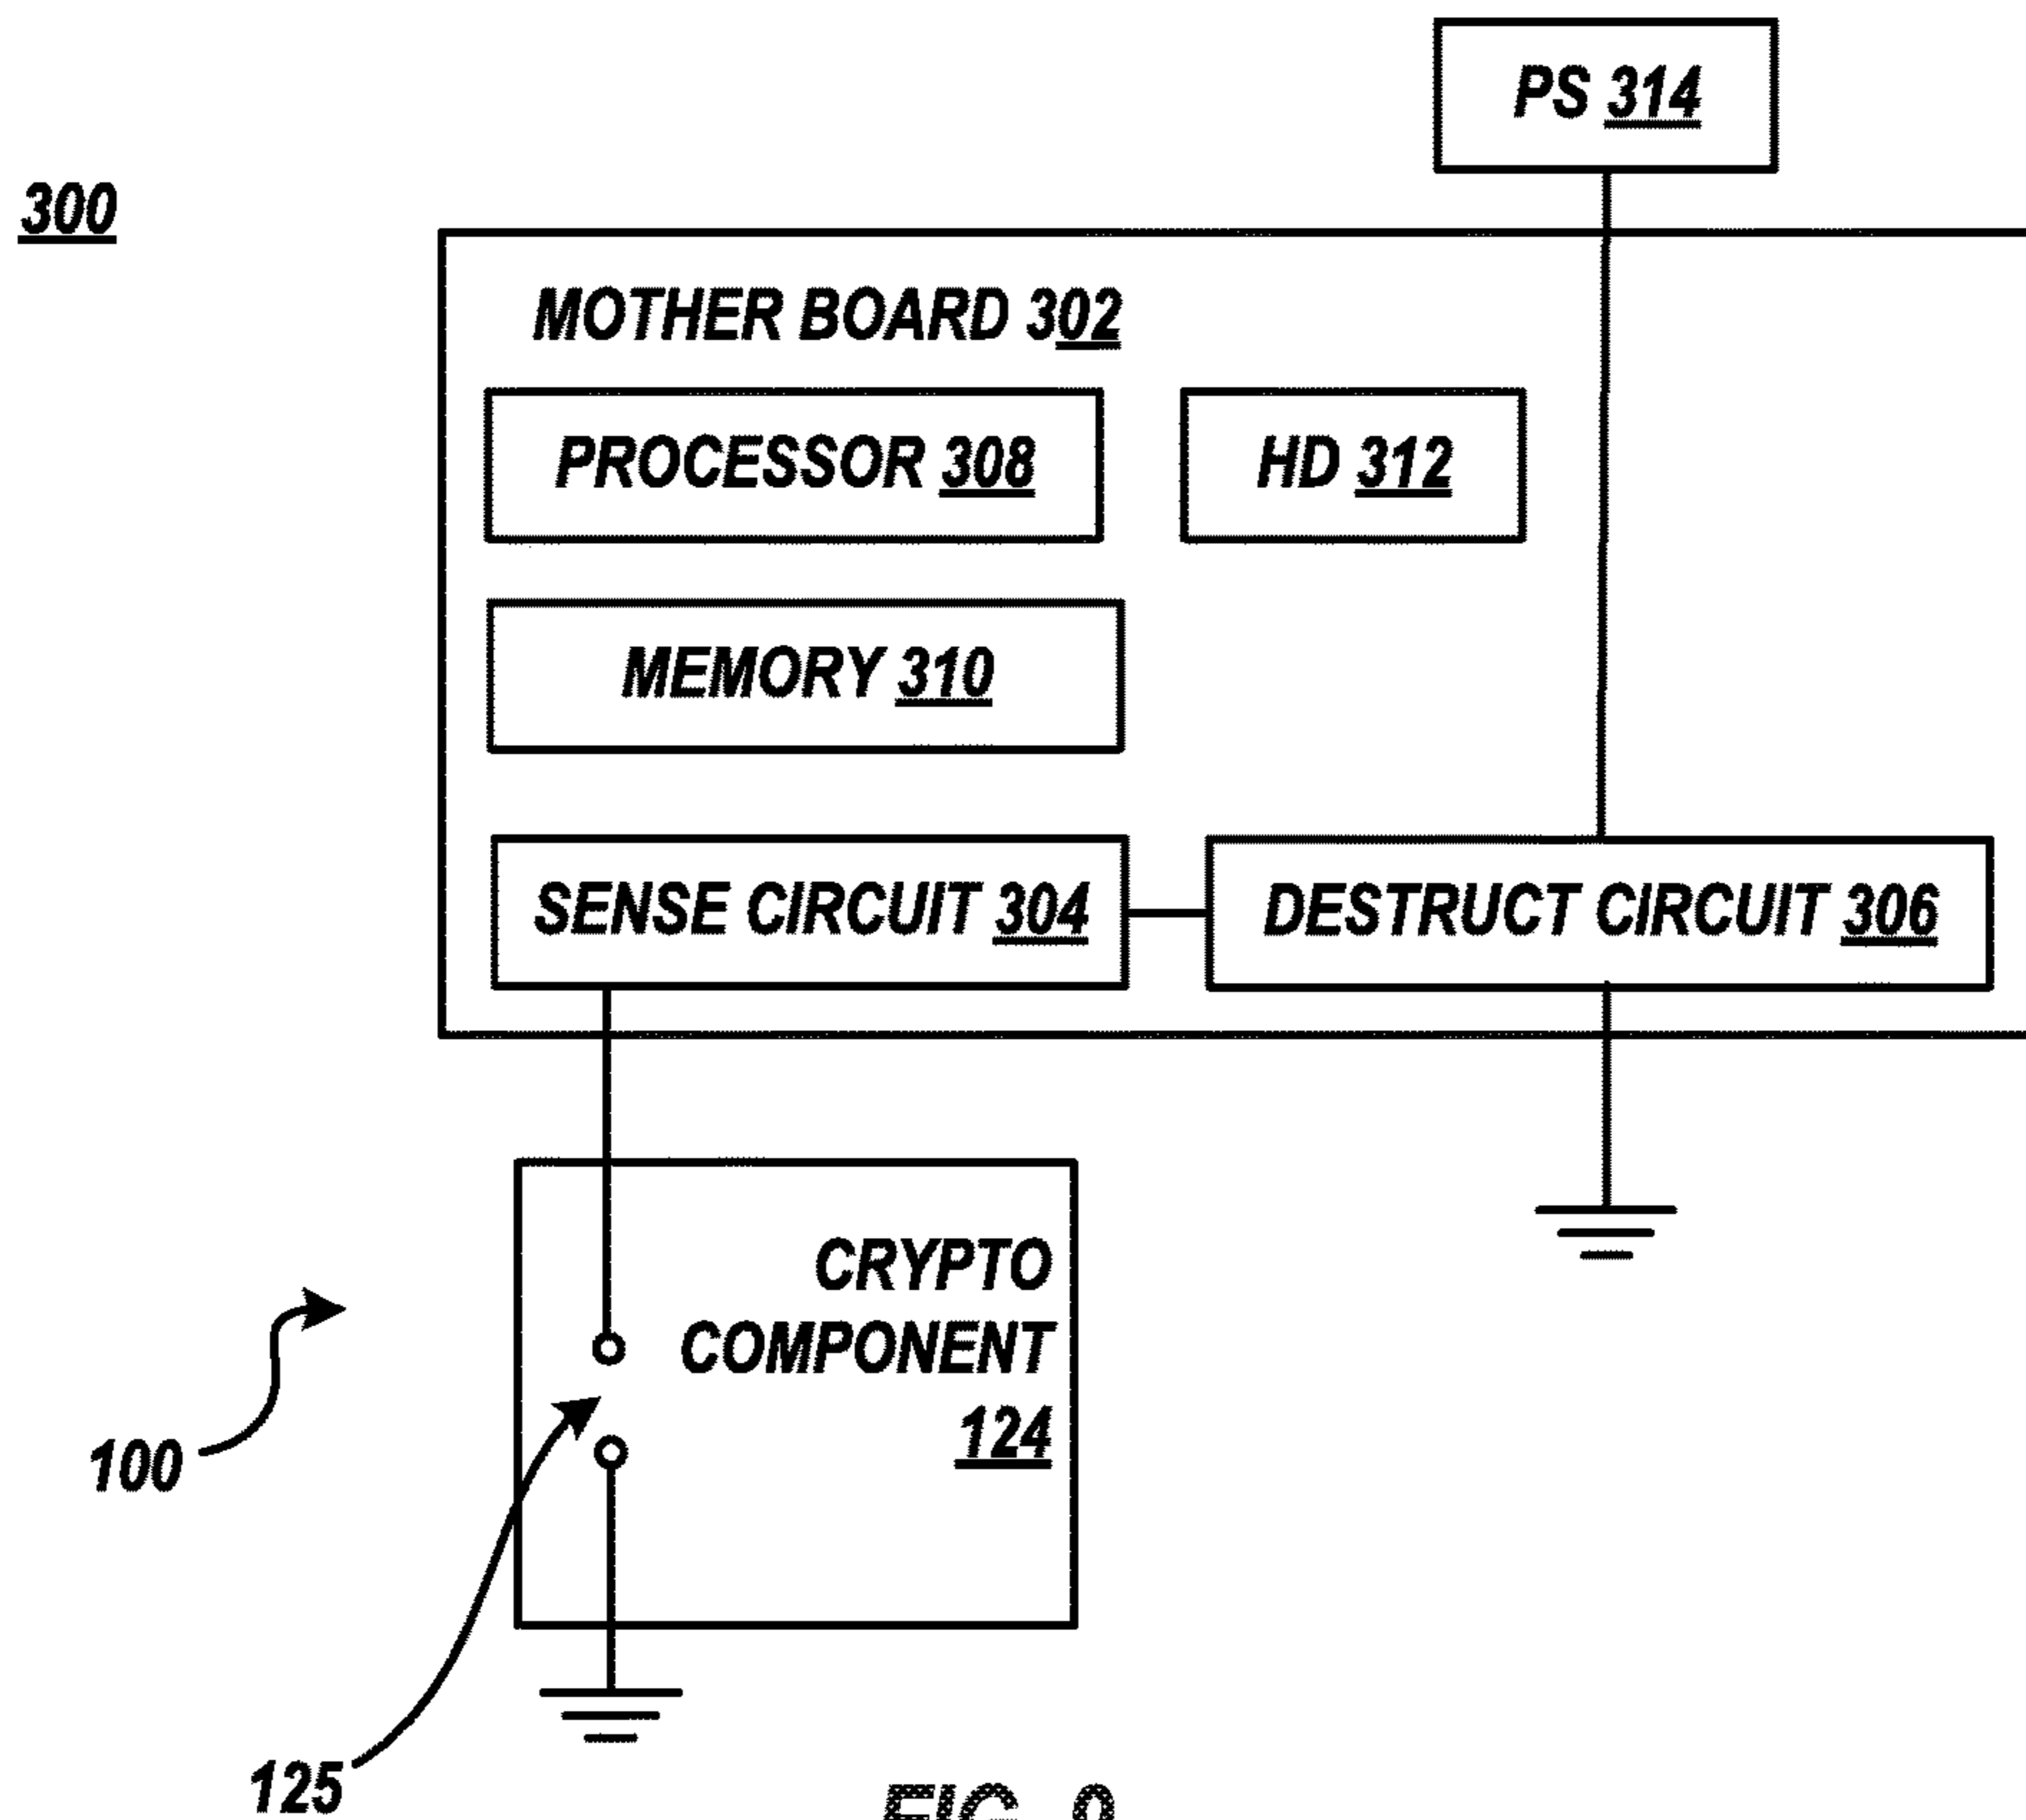 PS 314
300
MOTHER BOARD 302
PROCESSOR 308
HD 312
MEMORY 310
SENSE CIRCUIT 304
DESTRUCT CIRCUIT 306
CRYPTO
COMPONENT
124
100
125
FIG.